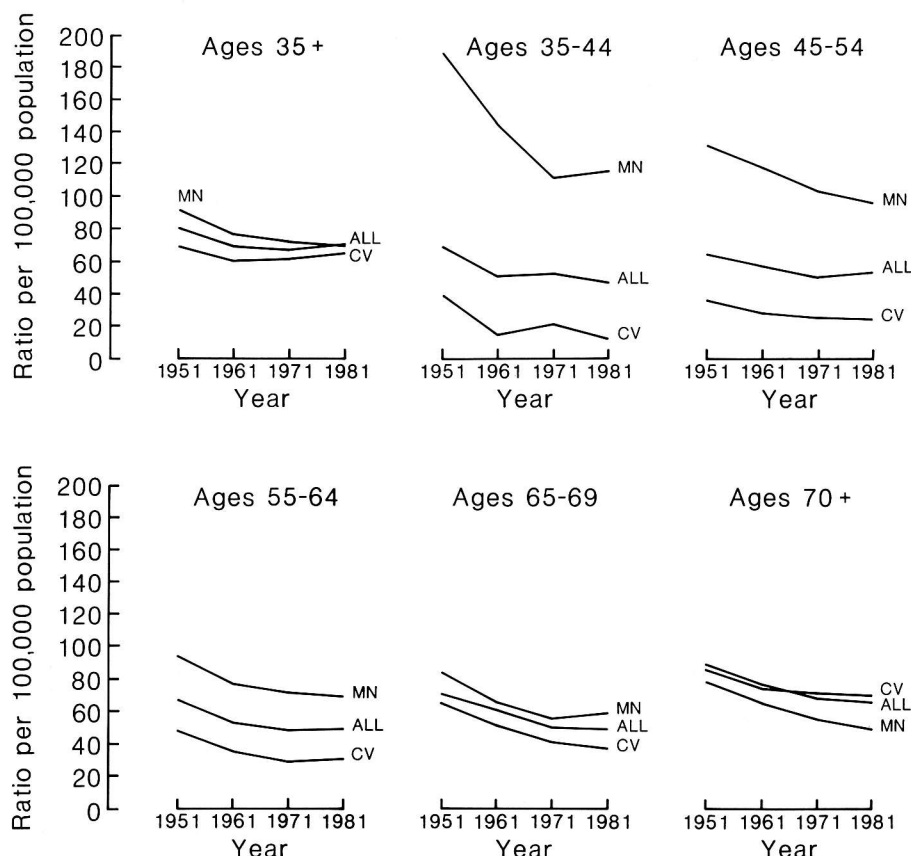 Ratio per 100,000 population
200
180
160
140
120
100
80
60
40
20
0
Ages 35+
MN
ALL
CV
1951 1961 1971 1981
Year
Ages 35-44
MN
ALL
CV
1951 1961 1971 1981
Year
Ages 45-54
MN
ALL
CV
1951 1961 1971 1981
Year
Ratio per 100,000 population
200
180
160
140
120
100
80
60
40
20
0
Ages 55-64
MN
ALL
CV
1951 1961 1971 1981
Year
Ages 65-69
MN
ALL
CV
1951 1961 1971 1981
Year
Ages 70+
CV
ALL
MN
1951 1961 1971 1981
Year